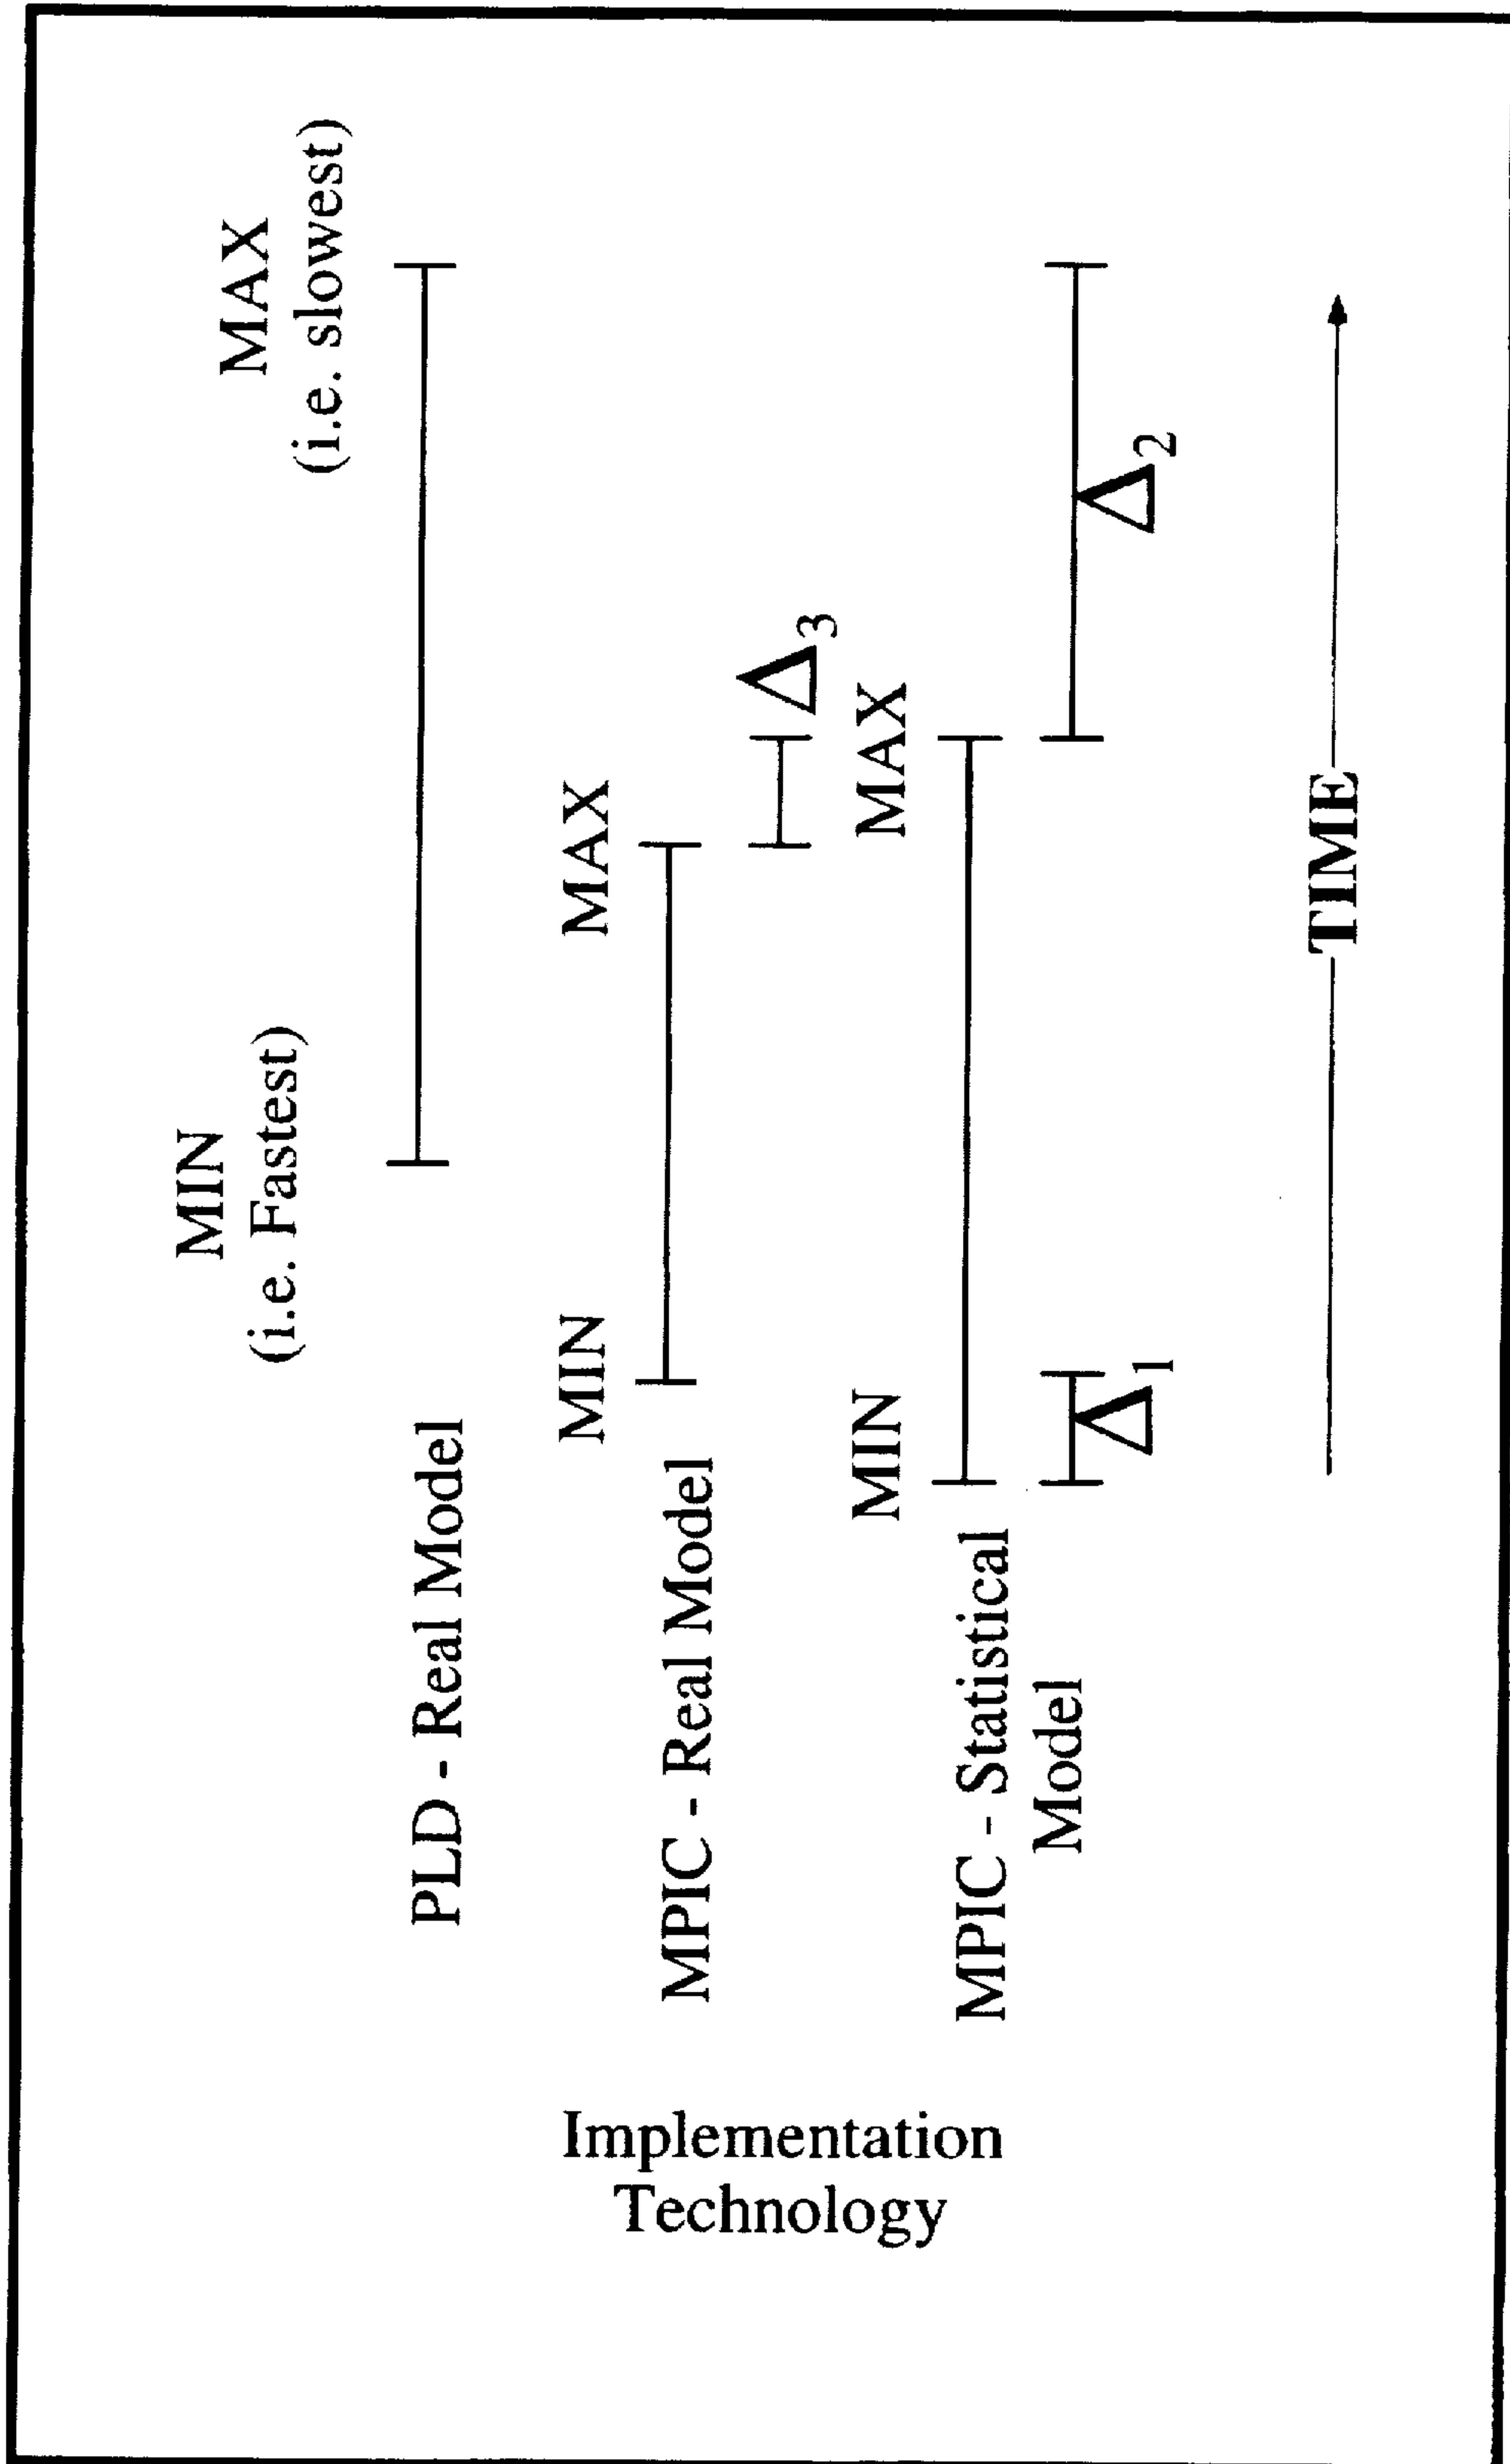 MIN
(i.e. Fastest)
MAX
(i.e. slowest)
PLD - Real Model
MIN
MAX
MPIC - Real Model
Δ3
MIN
MAX
MPIC - Statistical
Model
Δ1
Δ2
TIME
Implementation
Technology